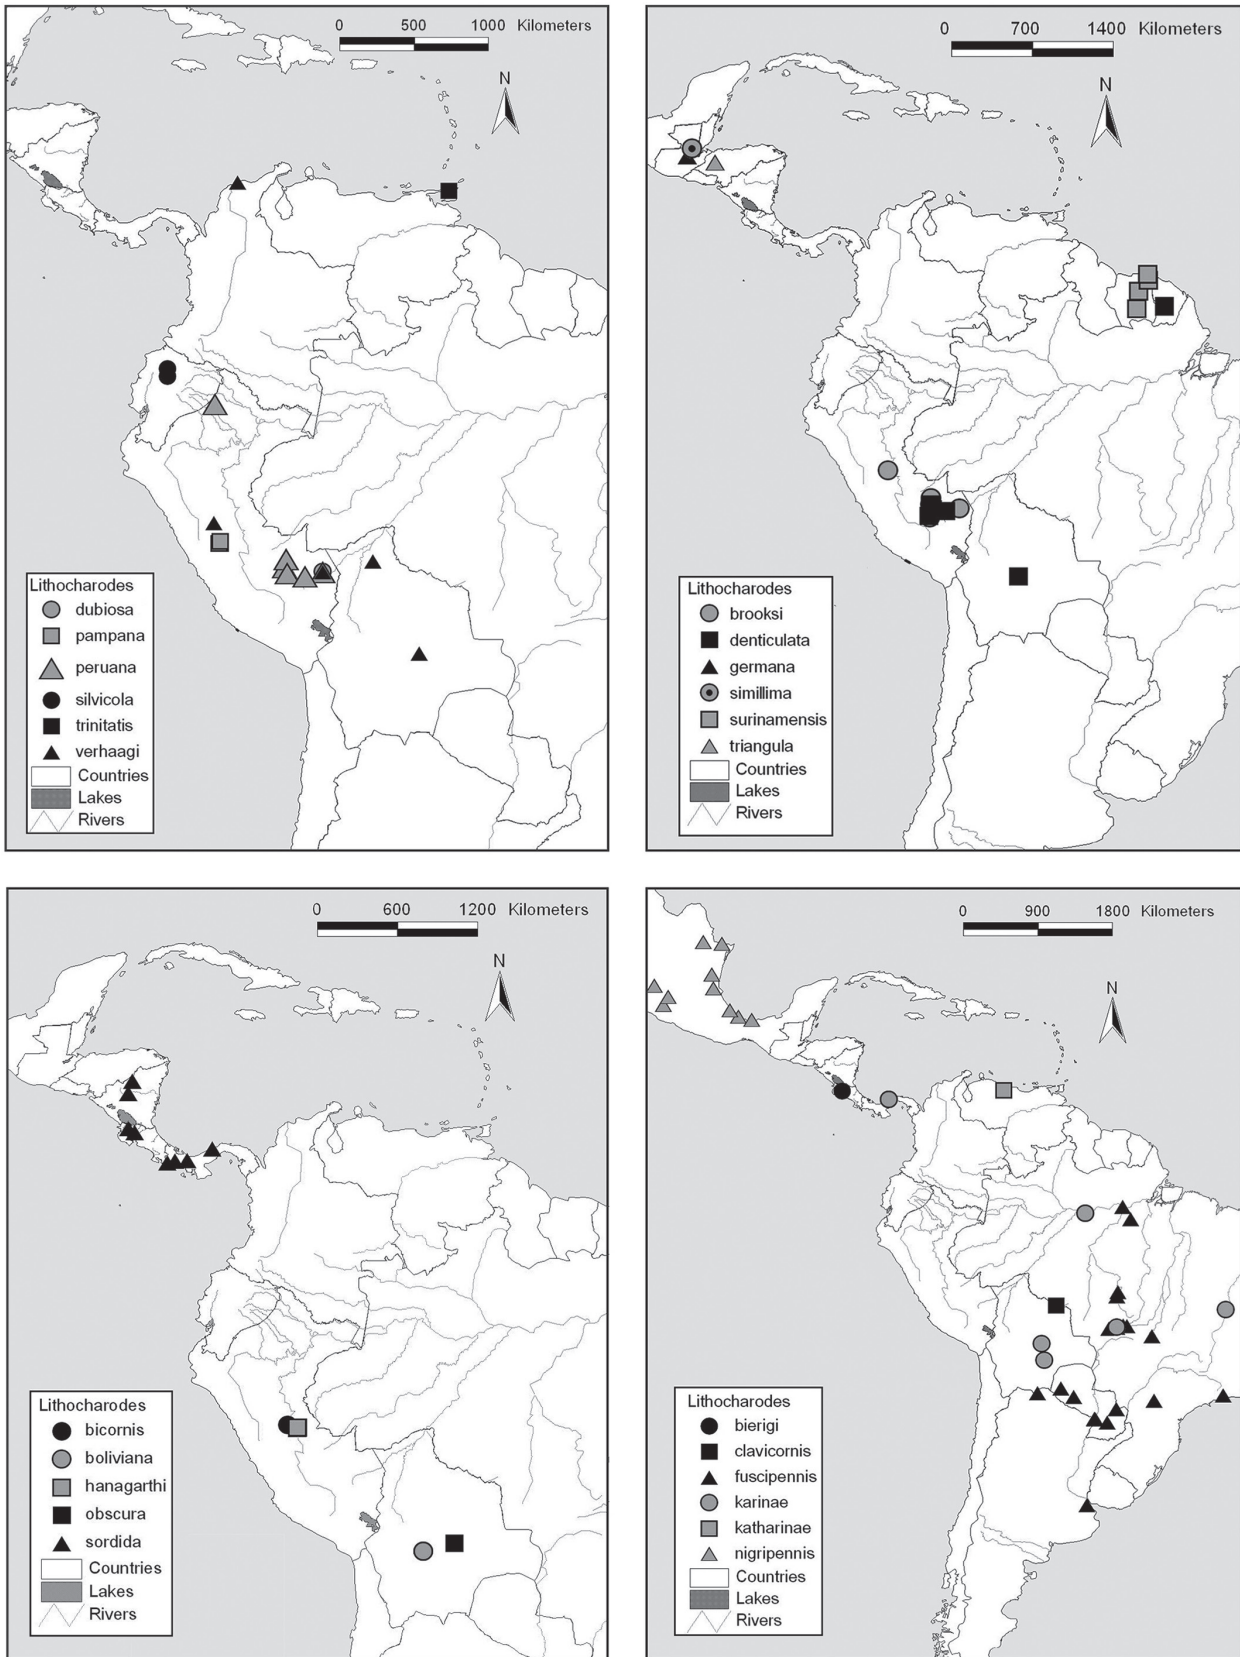 0 500 1000 Kilometers
N
Lithocharodes
dubiosa
pampana
peruana
silvicola
trinitatis
verhaagi
Countries
Lakes
Rivers
0 700 1400 Kilometers
N
Lithocharodes
brooksi
denticulata
germana
simillima
surinamensis
triangula
Countries
Lakes
Rivers
0 600 1200 Kilometers
N
Lithocharodes
bicornis
boliviana
hanagarthi
obscura
sordida
Countries
Lakes
Rivers
0 900 1800 Kilometers
N
Lithocharodes
bierigi
clavicornis
fuscipennis
karinae
katharinae
nigripennis
Countries
Lakes
Rivers